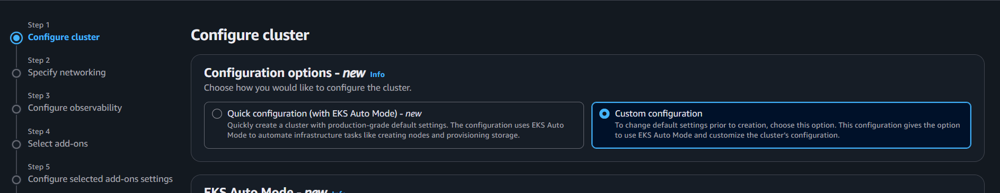 Step 1
Configure cluster
Step 2
Specify networking
Step 3
Configure observability
Step 4
Select add-ons
Step 5
Configure selected add-ons settings
Configure cluster
Configuration options - new Info
Choose how you would like to configure the cluster.
Quick configuration (with EKS Auto Mode) - new
Quickly create a cluster with production-grade default settings. The configuration uses EKS Auto
Mode to automate infrastructure tasks like creating nodes and provisioning storage.
Custom configuration
To change default settings prior to creation, choose this option. This configuration gives the option
to use EKS Auto Mode and customize the cluster's configuration.
EKS Auto Mode - new Info